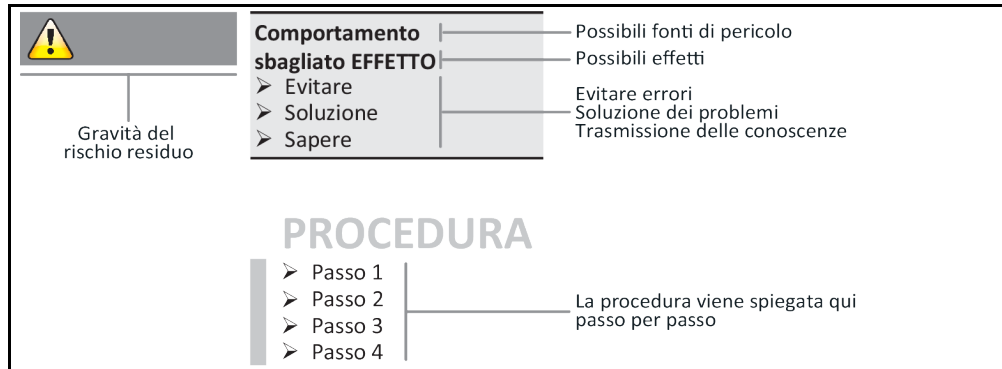 Comportamento
sbagliato EFFETTO
➢ Evitare
➢ Soluzione
➢ Sapere
Possibili fonti di pericolo
Possibili effetti
Evitare errori
Soluzione dei problemi
Trasmissione delle conoscenze
Gravità del
rischio residuo
PROCEDURA
➢ Passo 1
➢ Passo 2
➢ Passo 3
➢ Passo 4
La procedura viene spiegata qui
passo per passo